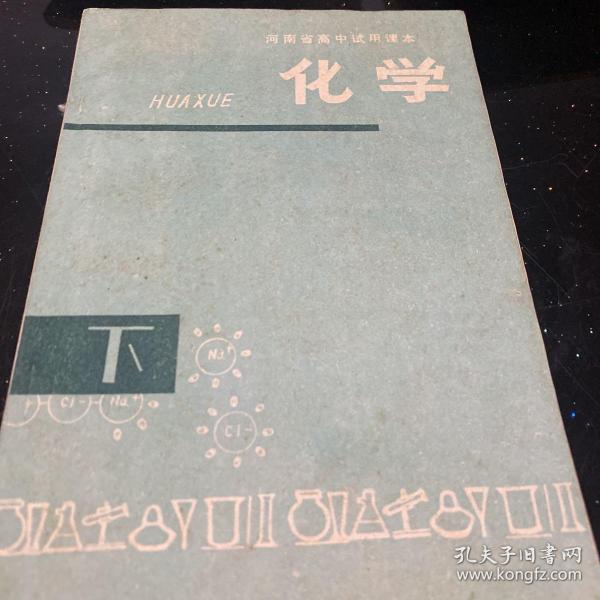 河南省高中试用课本
化学
HUAXUE
下
Na⁺
Cl- Na+
Cl-
孔夫子旧书网
www.kongfz.com